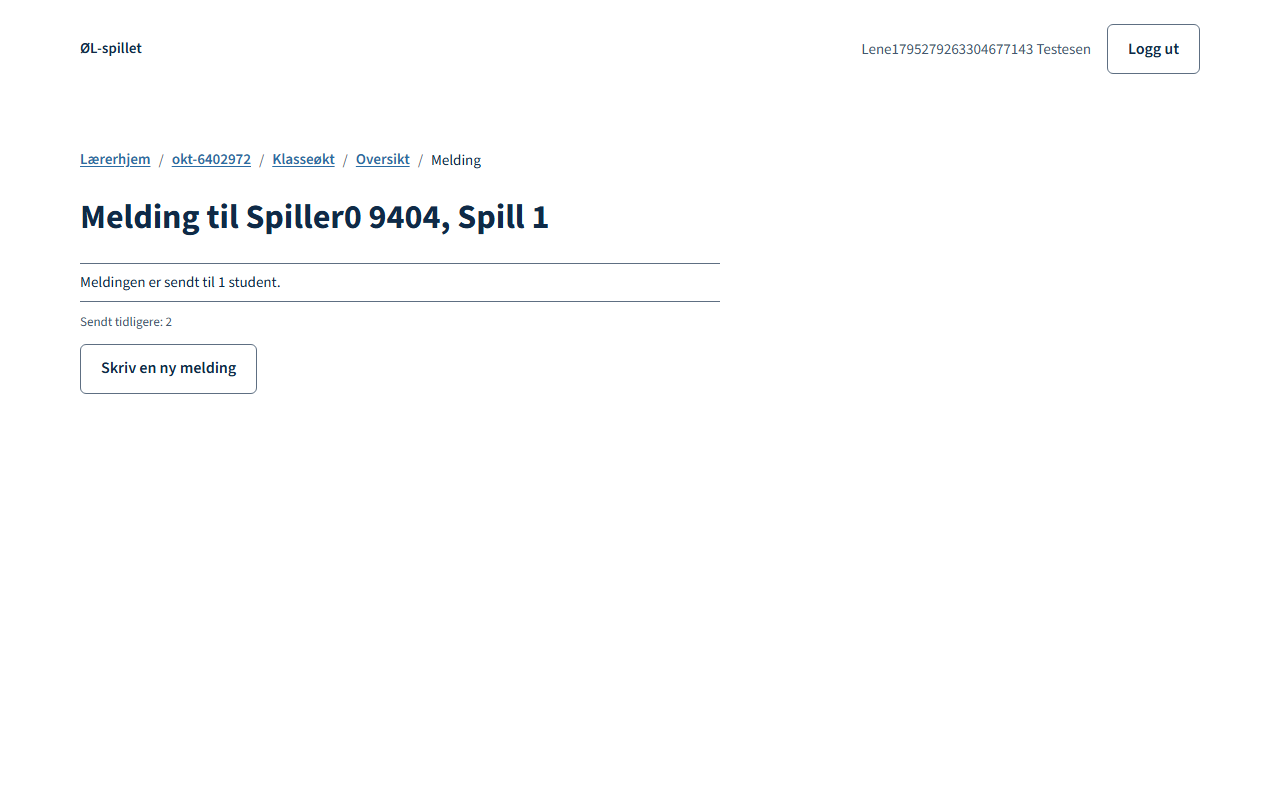 ØL-spillet
Lene1795279263304677143 Testesen
Logg ut
Lærerhjem / okt-6402972 / Klasseøkt / Oversikt / Melding
Melding til Spiller0 9404, Spill 1
Meldingen er sendt til 1 student.
Sendt tidligere: 2
Skriv en ny melding